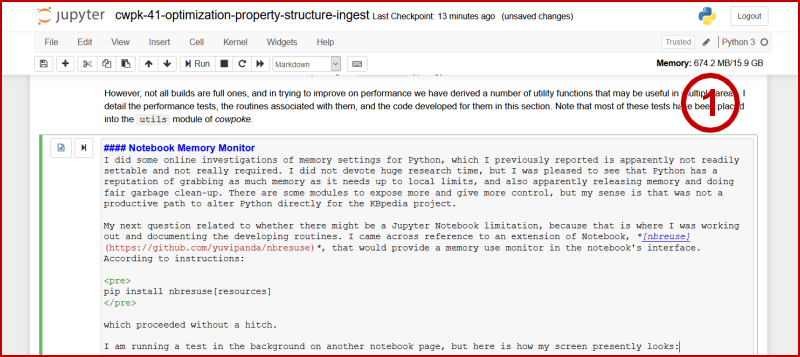 jupyter cwpk-41-optimization-property-structure-ingest Last Checkpoint: 13 minutes ago (unsaved changes) Logout
File Edit View Insert Cell Kernel Widgets Help Trusted Python 3
Run Markdown Memory: 674.2 MB/15.9 GB
However, not all builds are full ones, and in trying to improve on performance we have derived a number of utility functions that may be useful in multiple areas. I
detail the performance tests, the routines associated with them, and the code developed for them in this section. Note that most of these tests have been placed
into the utils module of cowpoke.
1
#### Notebook Memory Monitor
I did some online investigations of memory settings for Python, which I previously reported is apparently not readily
settable and not really required. I did not devote huge research time, but I was pleased to see that Python has a
reputation of grabbing as much memory as it needs up to local limits, and also apparently releasing memory and doing
fair garbage clean-up. There are some modules to expose more and give more control, but my sense is that was not a
productive path to alter Python directly for the KBpedia project.
My next question related to whether there might be a Jupyter Notebook limitation, because that is where I was working
out and documenting the developing routines. I came across reference to an extension of Notebook, *[nbreuse]
(https://github.com/yuvipanda/nbresuse)*, that would provide a memory use monitor in the notebook's interface.
According to instructions:
<pre>
pip install nbresuse[resources]
</pre>
which proceeded without a hitch.
I am running a test in the background on another notebook page, but here is how my screen presently looks: